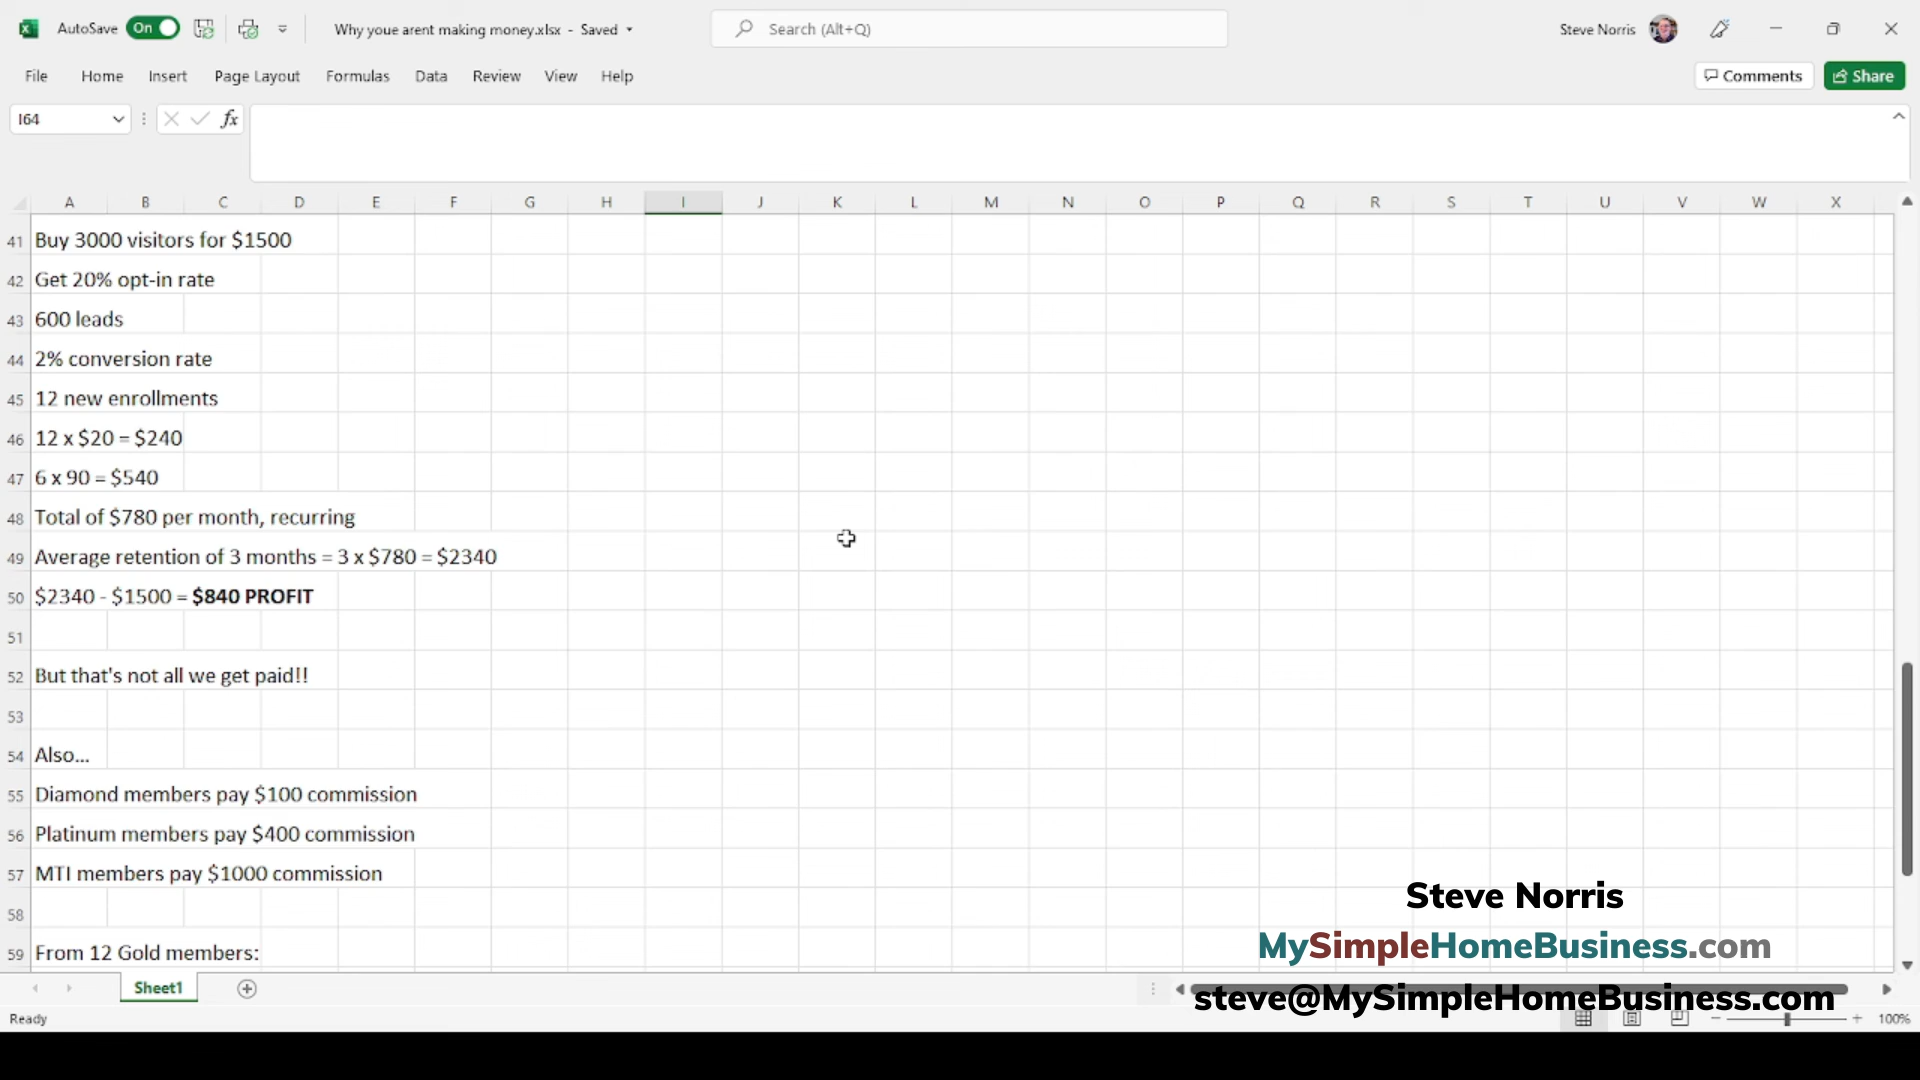 AutoSave On Why youe arent making money.xlsx - Saved Search (Alt+Q) Steve Norris
File Home Insert Page Layout Formulas Data Review View Help Comments Share
I64 fx
A B C D E F G H I J K L M N O P Q R S T U V W X
41 Buy 3000 visitors for $1500
42 Get 20% opt-in rate
43 600 leads
44 2% conversion rate
45 12 new enrollments
46 12 x $20 = $240
47 6 x 90 = $540
48 Total of $780 per month, recurring
49 Average retention of 3 months = 3 x $780 = $2340
50 $2340 - $1500 = $840 PROFIT
51
52 But that's not all we get paid!!
53
54 Also...
55 Diamond members pay $100 commission
56 Platinum members pay $400 commission
57 MTI members pay $1000 commission
58
59 From 12 Gold members:
Steve Norris
MySimpleHomeBusiness.com
steve@MySimpleHomeBusiness.com
Sheet1
Ready 100%